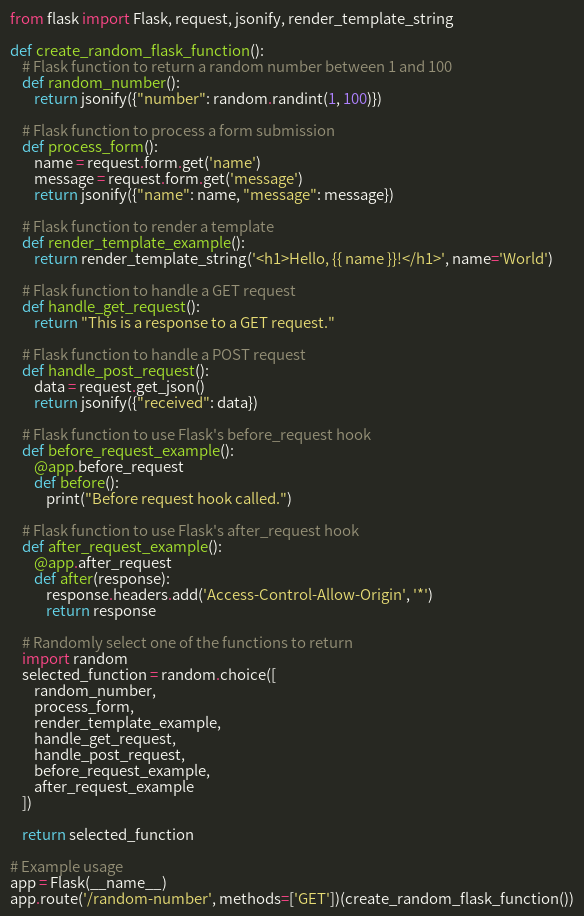 from flask import Flask, request, jsonify, render_template_string

def create_random_flask_function():
    # Flask function to return a random number between 1 and 100
    def random_number():
        return jsonify({"number": random.randint(1, 100)})

    # Flask function to process a form submission
    def process_form():
        name = request.form.get('name')
        message = request.form.get('message')
        return jsonify({"name": name, "message": message})

    # Flask function to render a template
    def render_template_example():
        return render_template_string('<h1>Hello, {{ name }}!</h1>', name='World')

    # Flask function to handle a GET request
    def handle_get_request():
        return "This is a response to a GET request."

    # Flask function to handle a POST request
    def handle_post_request():
        data = request.get_json()
        return jsonify({"received": data})

    # Flask function to use Flask's before_request hook
    def before_request_example():
        @app.before_request
        def before():
            print("Before request hook called.")

    # Flask function to use Flask's after_request hook
    def after_request_example():
        @app.after_request
        def after(response):
            response.headers.add('Access-Control-Allow-Origin', '*')
            return response

    # Randomly select one of the functions to return
    import random
    selected_function = random.choice([
        random_number,
        process_form,
        render_template_example,
        handle_get_request,
        handle_post_request,
        before_request_example,
        after_request_example
    ])

    return selected_function

# Example usage
app = Flask(__name__)
app.route('/random-number', methods=['GET'])(create_random_flask_function())